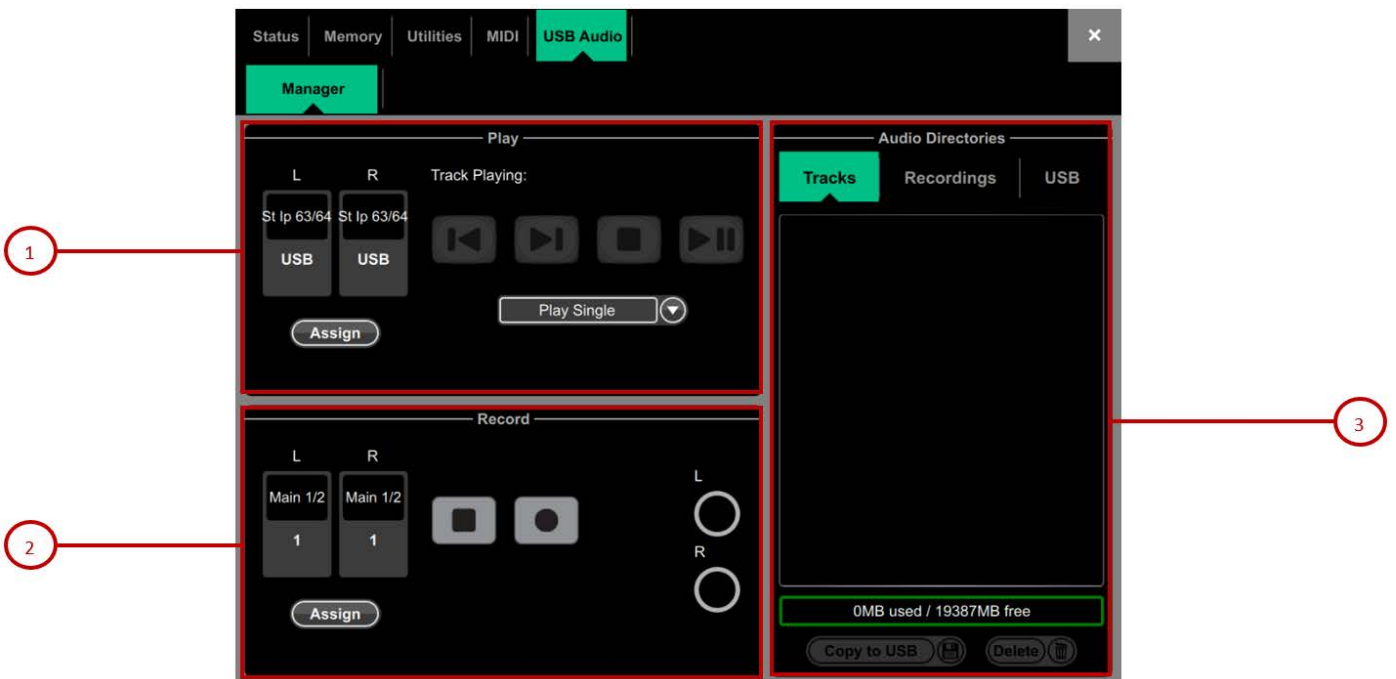 Status Memory Utilities MIDI USB Audio ×
Manager
Play
L R Track Playing:
St Ip 63/64 St Ip 63/64
USB USB
Play Single
Assign
Record
L R
Main 1/2 Main 1/2
1 1
L
R
Assign
Audio Directories
Tracks Recordings USB
0MB used / 19387MB free
Copy to USB Delete
1
2
3